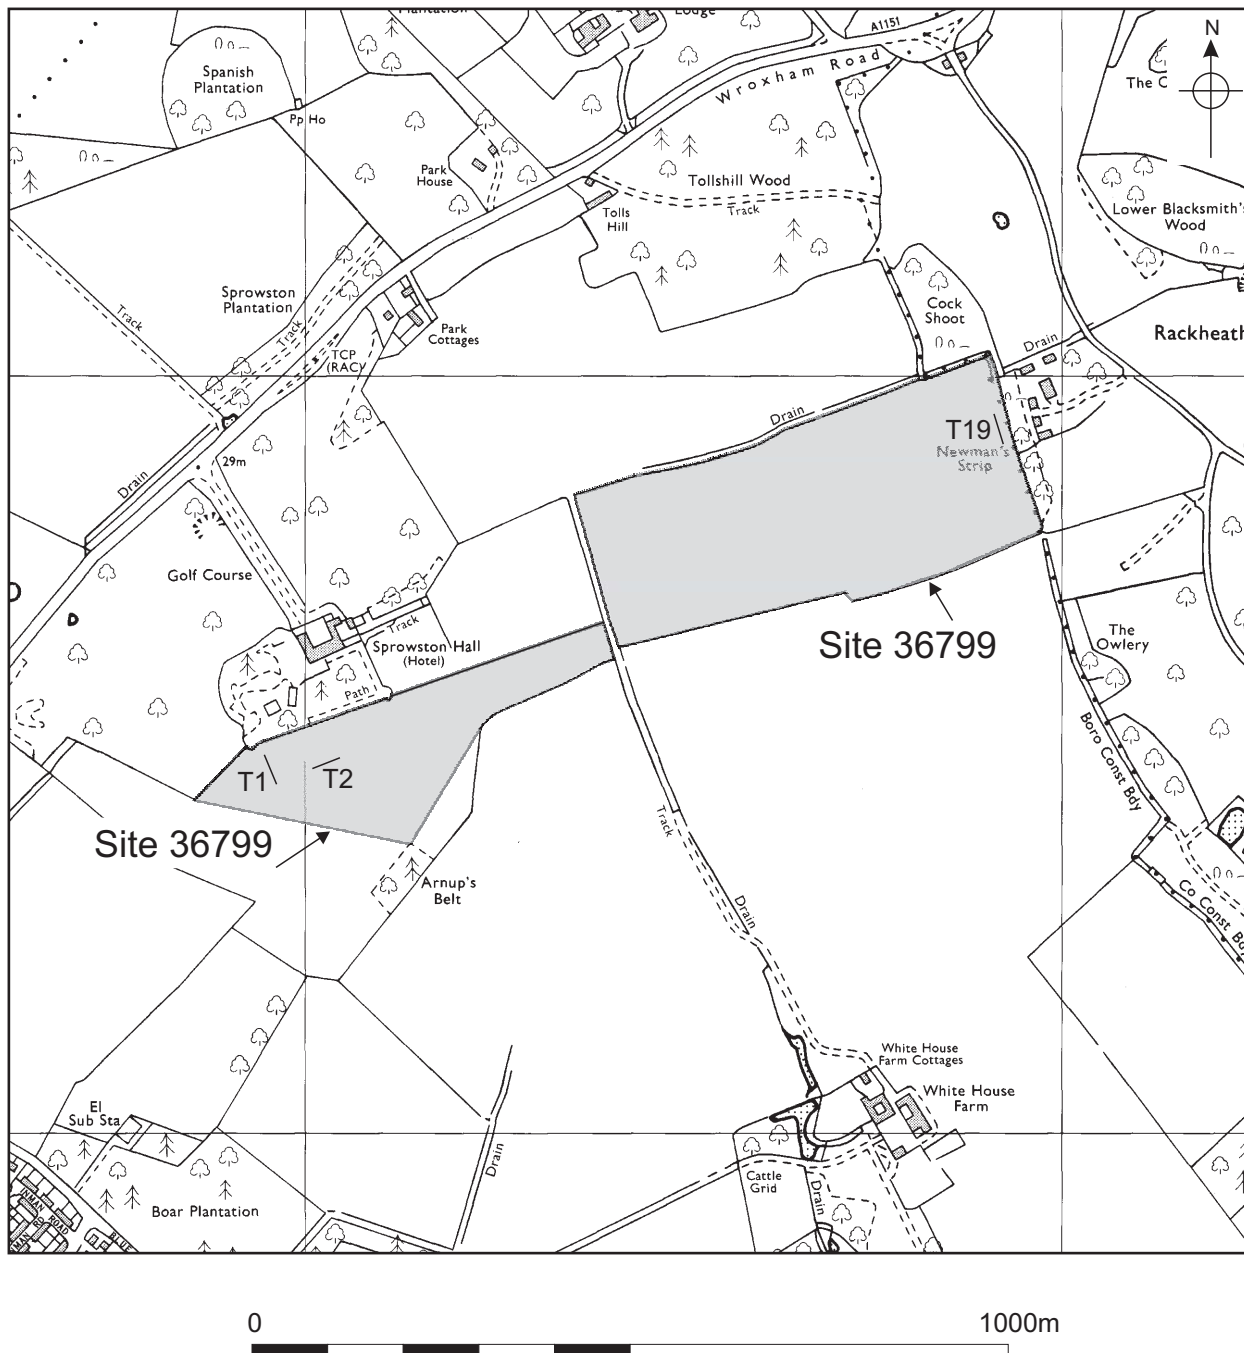 Plantation
Lodge
A1151
N
Spanish
Plantation
Wroxham Road
The C
Pp Ho
Park
House
Tollshill Wood
Track
Tolls
Hill
Lower Blacksmith's
Wood
Sprowston
Plantation
Track
Track
Cock
Shoot
Park
Cottages
TCP
(RAC)
Drain
Rackheath
Drain
T19
Newman's
Strip
29m
Drain
Golf Course
Track
Sprowston Hall
(Hotel)
The
Owlery
Site 36799
Path
Boro Const Bdy
T1
T2
Site 36799
Track
Arnup's
Belt
Drain
Co Const Bdy
White House
Farm Cottages
White House
Farm
El
Sub Sta
Drain
Cattle
Grid
Drain
Boar Plantation
INMAN ROAD
MAN
BLUE
0
1000m